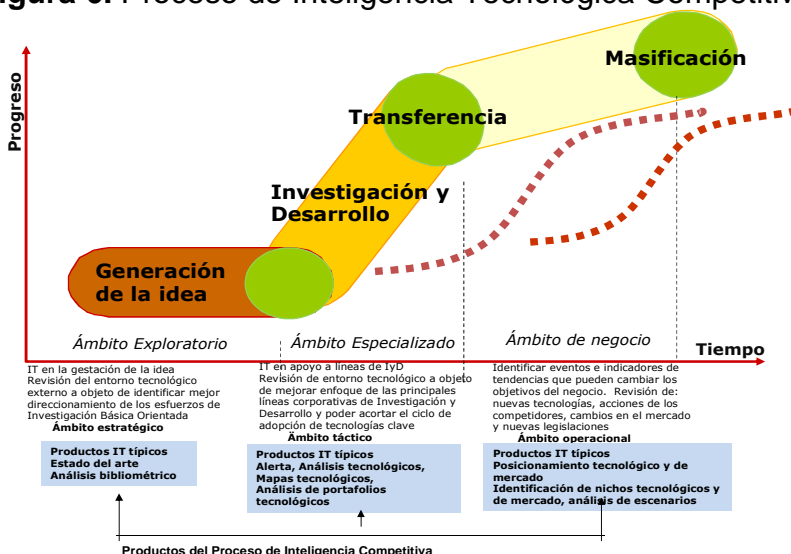 Proceso de Inteligencia Tecnológica Competitiv
Progreso
Masificación
Transferencia
Investigación y
Desarrollo
Generación
de la idea
Ámbito Exploratorio
Ámbito Especializado
Ámbito de negocio
Tiempo
IT en la gestación de la idea
Revisión del entorno tecnológico
externo a objeto de identificar mejor
direccionamiento de los esfuerzos de
Investigación Básica Orientada
Ámbito estratégico
Productos IT típicos
Estado del arte
Análisis bibliométrico
IT en apoyo a líneas de IyD
Revisión de entorno tecnológico a objeto
de mejorar enfoque de las principales
líneas corporativas de Investigación y
Desarrollo y poder acortar el ciclo de
adopción de tecnologías clave
Ämbito táctico
Productos IT típicos
Alerta, Análisis tecnológicos,
Mapas tecnológicos,
Análisis de portafolios
tecnológicos
Identificar eventos e indicadores de
tendencias que pueden cambiar los
objetivos del negocio. Revisión de:
nuevas tecnologías, acciones de los
competidores, cambios en el mercado
y nuevas legislaciones
Ámbito operacional
Productos IT típicos
Posicionamiento tecnológico y de
mercado
Identificación de nichos tecnológicos y
de mercado, análisis de escenarios
Productos del Proceso de Inteligencia Competitiva